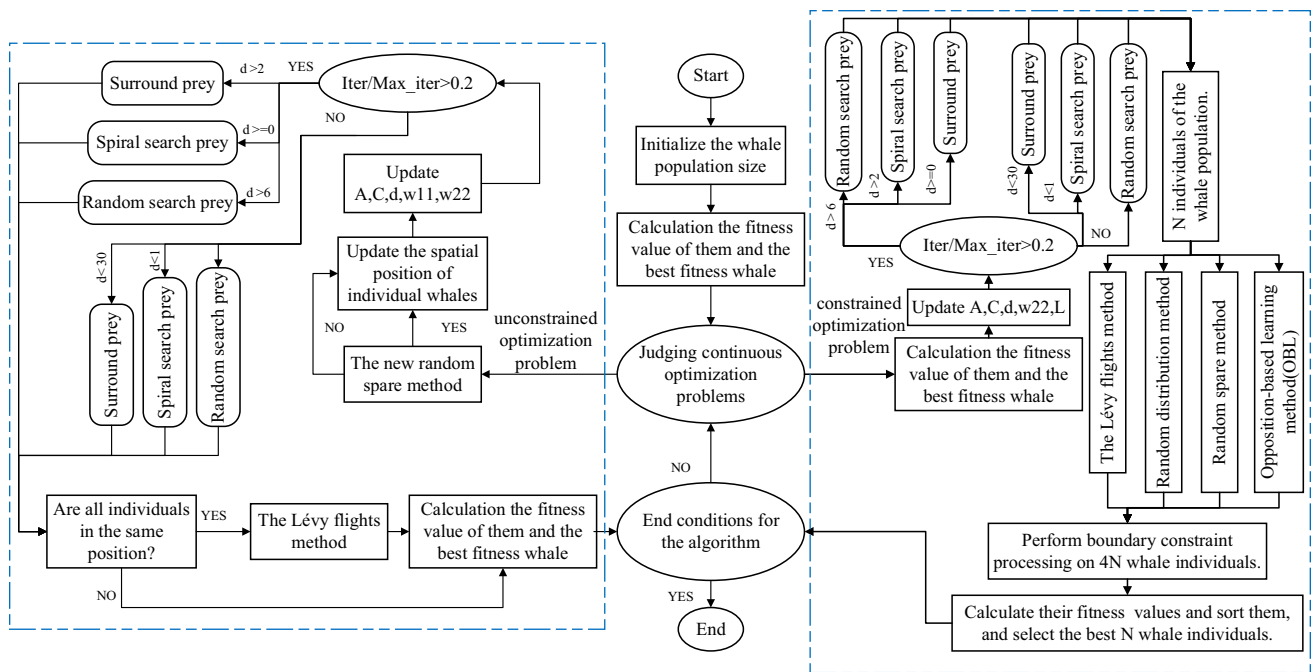 Start
Initialize the whale
population size
Calculation the fitness
value of them and the
best fitness whale
Judging continuous
optimization
problems
unconstrained
optimization
problem
constrained
optimization
problem
NO
End conditions for
the algorithm
YES
End
Iter/Max_iter>0.2
YES
NO
d>2
Surround prey
d>=0
Spiral search prey
d>6
Random search prey
Update
A,C,d,w11,w22
Update the spatial
position of
individual whales
NO
YES
The new random
spare method
d<30
Surround prey
d<1
Spiral search prey
Random search prey
Are all individuals
in the same
position?
YES
NO
The Lévy flights
method
Calculation the fitness
value of them and the
best fitness whale
Calculation the fitness
value of them and the
best fitness whale
Update A,C,d,w22,L
Iter/Max_iter>0.2
YES
NO
d>6
Random search prey
d>2
Spiral search prey
d>=0
Surround prey
d<30
Surround prey
d<1
Spiral search prey
Random search prey
N individuals of the
whale population.
The Lévy flights method
Random distribution method
Random spare method
Opposition-based learning
method(OBL)
Perform boundary constraint
processing on 4N whale individuals.
Calculate their fitness values and sort them,
and select the best N whale individuals.